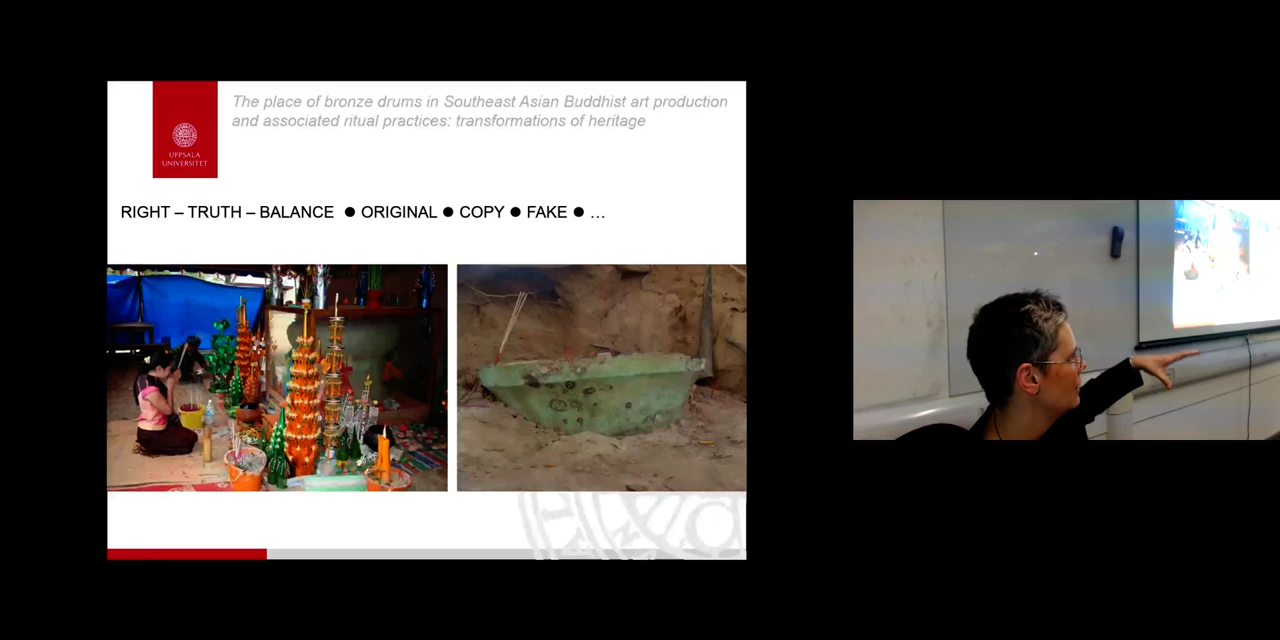 The place of bronze drums in Southeast Asian Buddhist art production
and associated ritual practices: transformations of heritage
UPPSALA
UNIVERSITET
RIGHT – TRUTH – BALANCE ● ORIGINAL ● COPY ● FAKE ● …